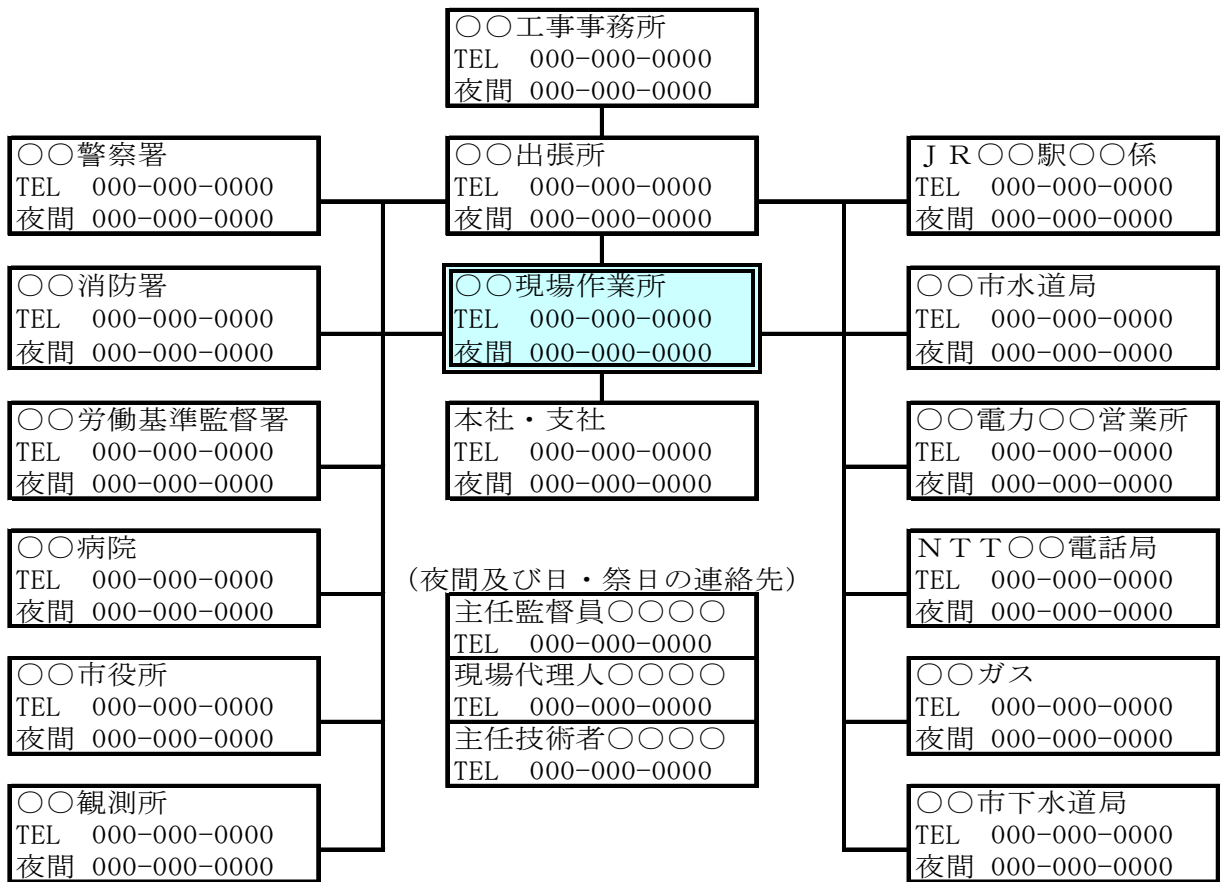 ○○工事事務所
TEL 000-000-0000
夜間 000-000-0000
○○警察署
TEL 000-000-0000
夜間 000-000-0000
○○出張所
TEL 000-000-0000
夜間 000-000-0000
ＪＲ○○駅○○係
TEL 000-000-0000
夜間 000-000-0000
○○消防署
TEL 000-000-0000
夜間 000-000-0000
○○現場作業所
TEL 000-000-0000
夜間 000-000-0000
○○市水道局
TEL 000-000-0000
夜間 000-000-0000
○○労働基準監督署
TEL 000-000-0000
夜間 000-000-0000
本社・支社
TEL 000-000-0000
夜間 000-000-0000
○○電力○○営業所
TEL 000-000-0000
夜間 000-000-0000
○○病院
TEL 000-000-0000
夜間 000-000-0000
（夜間及び日・祭日の連絡先）
主任監督員○○○○
TEL 000-000-0000
現場代理人○○○○
TEL 000-000-0000
主任技術者○○○○
TEL 000-000-0000
ＮＴＴ○○電話局
TEL 000-000-0000
夜間 000-000-0000
○○市役所
TEL 000-000-0000
夜間 000-000-0000
○○ガス
TEL 000-000-0000
夜間 000-000-0000
○○観測所
TEL 000-000-0000
夜間 000-000-0000
○○市下水道局
TEL 000-000-0000
夜間 000-000-0000